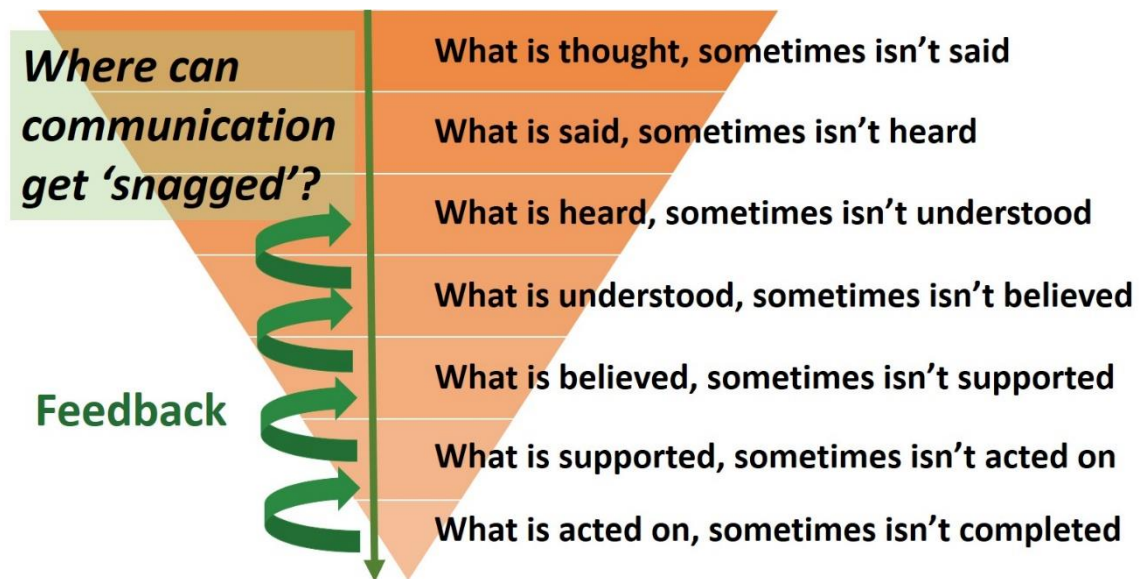 Where can
communication
get ‘snagged’?
What is thought, sometimes isn’t said
What is said, sometimes isn’t heard
What is heard, sometimes isn’t understood
What is understood, sometimes isn’t believed
What is believed, sometimes isn’t supported
What is supported, sometimes isn’t acted on
What is acted on, sometimes isn’t completed
Feedback